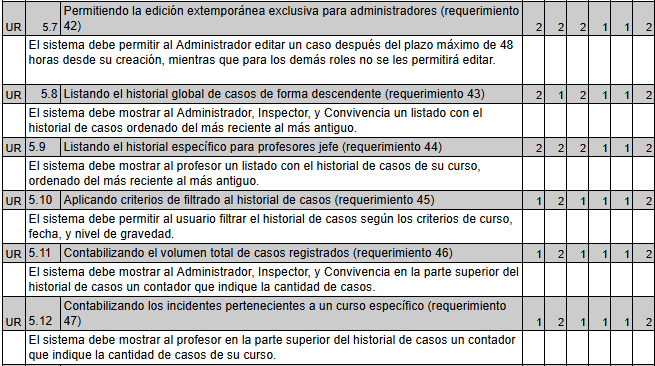 Permitiendo la edición extemporánea exclusiva para administradores (requerimiento
UR 5.7 42) 2 2 2 1 1 2
El sistema debe permitir al Administrador editar un caso después del plazo máximo de 48
horas desde su creación, mientras que para los demás roles no se les permitirá editar.
UR 5.8 Listando el historial global de casos de forma descendente (requerimiento 43) 2 1 2 1 1 2
El sistema debe mostrar al Administrador, Inspector, y Convivencia un listado con el
historial de casos ordenado del más reciente al más antiguo.
UR 5.9 Listando el historial específico para profesores jefe (requerimiento 44) 2 2 2 1 1 2
El sistema debe mostrar al profesor un listado con el historial de casos de su curso,
ordenado del más reciente al más antiguo.
UR 5.10 Aplicando criterios de filtrado al historial de casos (requerimiento 45) 1 2 1 1 1 2
El sistema debe permitir al usuario filtrar el historial de casos según los criterios de curso,
fecha, y nivel de gravedad.
UR 5.11 Contabilizando el volumen total de casos registrados (requerimiento 46) 1 2 1 1 1 2
El sistema debe mostrar al Administrador, Inspector, y Convivencia en la parte superior del
historial de casos un contador que indique la cantidad de casos.
Contabilizando los incidentes pertenecientes a un curso específico (requerimiento
UR 5.12 47) 1 2 1 1 1 2
El sistema debe mostrar al profesor en la parte superior del historial de casos un contador
que indique la cantidad de casos de su curso.